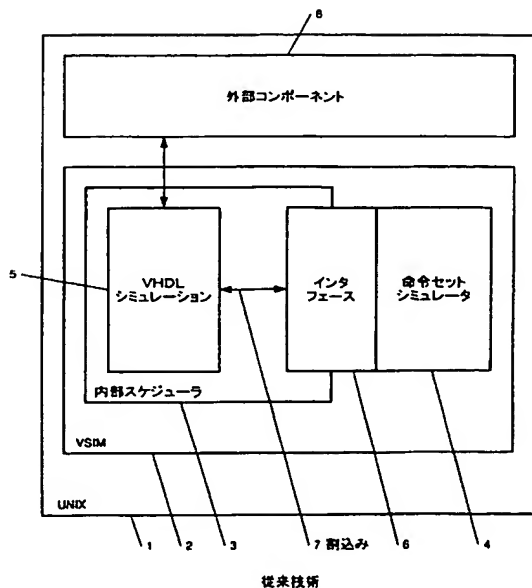 8
外部コンポーネント
5
VHDL
シミュレーション
インタ
フェース
命令セット
シミュレータ
内部スケジューラ
VSIM
UNIX
1
2
3
7 割込み
6
4
従来技術